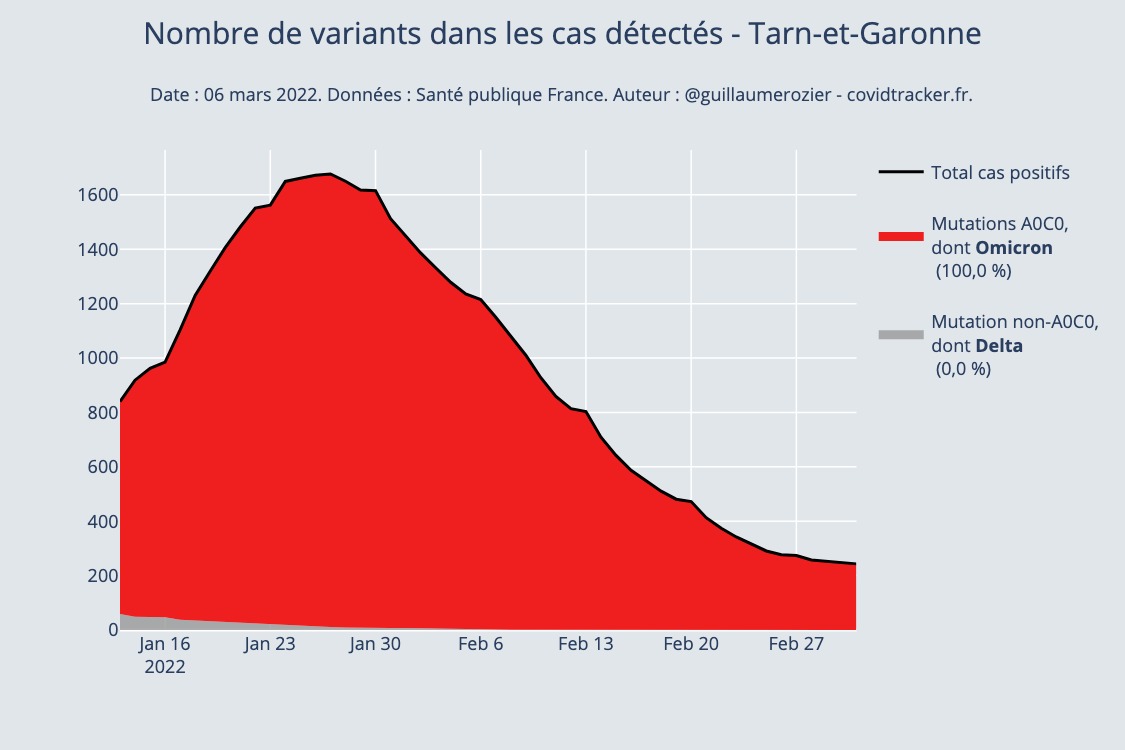 Nombre de variants dans les cas détectés - Tarn-et-Garonne
Date : 06 mars 2022. Données : Santé publique France. Auteur : @guillaumerozier - covidtracker.fr.
Total cas positifs
Mutations A0C0,
dont Omicron
(100,0 %)
Mutation non-A0C0,
dont Delta
(0,0 %)
1600
1400
1200
1000
800
600
400
200
0
Jan 16 Jan 23 Jan 30 Feb 6 Feb 13 Feb 20 Feb 27
2022